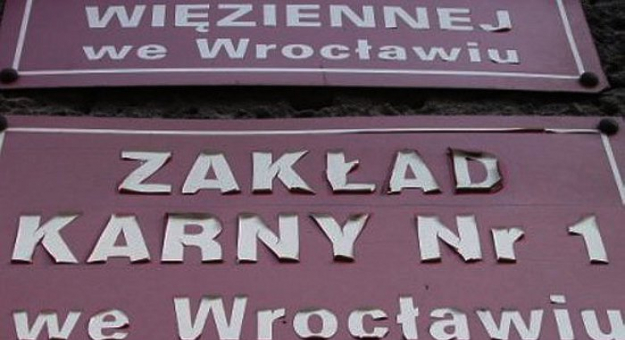 WIĘZIENNEJ
we Wrocławiu
ZAKŁAD
KARNY Nr 1
we Wrocławiu